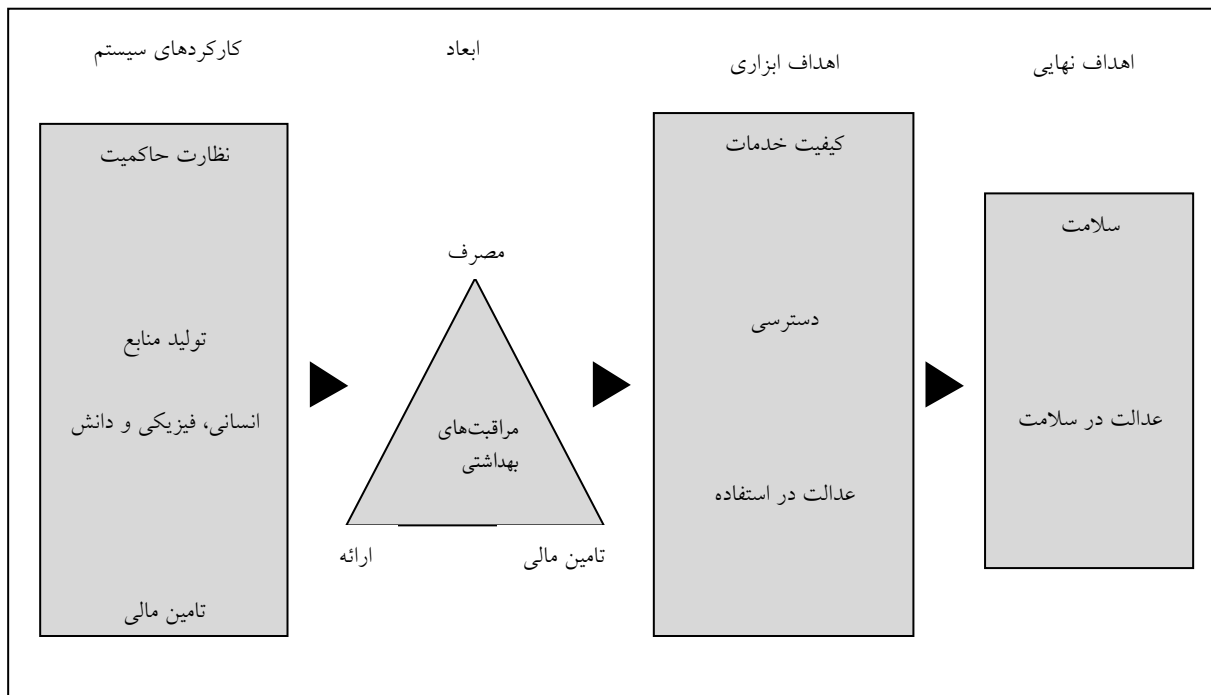 کارکردهای سیستم
نظارت حاکمیت
تولید منابع
انسانی، فیزیکی و دانش
تامین مالی
ابعاد
مصرف
مراقبت‌های
بهداشتی
ارائه
تامین مالی
اهداف ابزاری
کیفیت خدمات
دسترسی
عدالت در استفاده
اهداف نهایی
سلامت
عدالت در سلامت